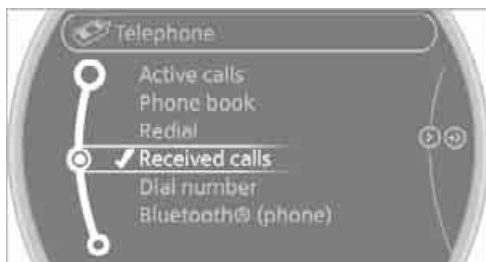 Telephone
Active calls
Phone book
Redial
Received calls
Dial number
Bluetooth® (phone)